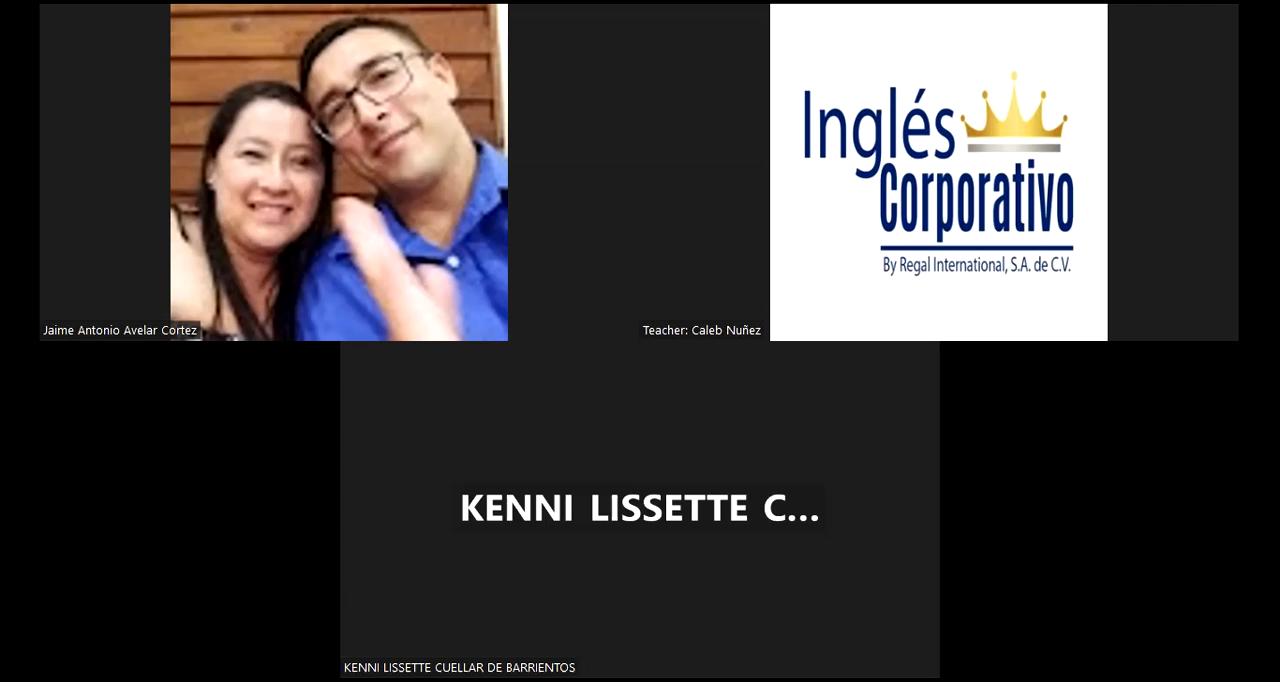 Jaime Antonio Avelar Cortez
Inglés
Corporativo
By Regal International, S.A. de C.V.
Teacher: Caleb Nuñez
KENNI LISSETTE C...
KENNI LISSETTE CUELLAR DE BARRIENTOS